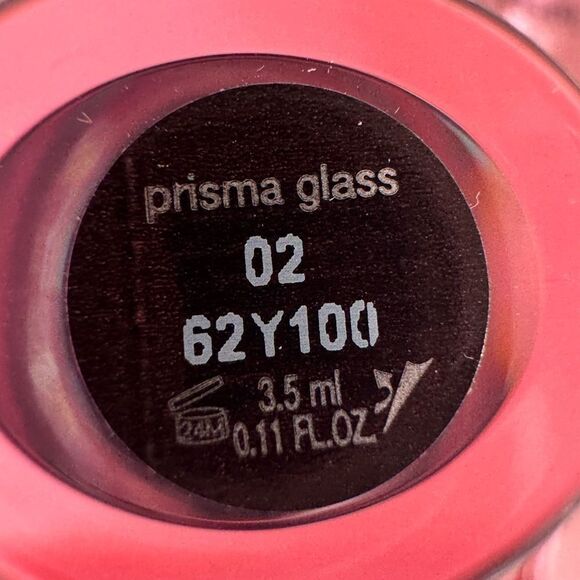 prisma glass
02
62Y100
24M
3.5 ml
0.11 FL.OZ